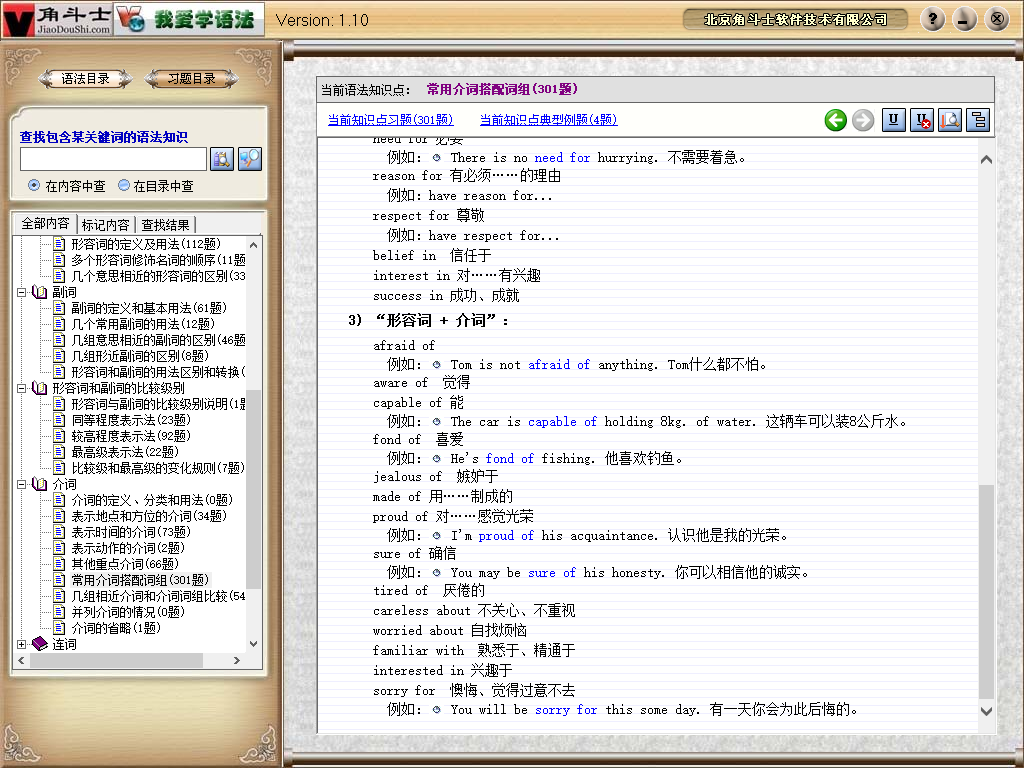 角斗士
JiaoDouShi.com
我爱学语法
Version: 1.10
北京角斗士软件技术有限公司
语法目录
习题目录
查找包含某关键词的语法知识
在内容中查
在目录中查
全部内容
标记内容
查找结果
形容词的定义及用法(112题)
多个形容词修饰名词的顺序(11题
几个意思相近的形容词的区别(33
副词
副词的定义和基本用法(61题)
几个常用副词的用法(12题)
几组意思相近的副词的区别(46题
几组形近副词的区别(8题)
形容词和副词的用法区别和转换(
形容词和副词的比较级别
形容词与副词的比较级别说明(1题
同等程度表示法(23题)
较高程度表示法(92题)
最高级表示法(22题)
比较级和最高级的变化规则(7题)
介词
介词的定义、分类和用法(0题)
表示地点和方位的介词(34题)
表示时间的介词(73题)
表示动作的介词(2题)
其他重点介词(66题)
常用介词搭配词组(301题)
几组相近介词和介词词组比较(54
并列介词的情况(0题)
介词的省略(1题)
连词
当前语法知识点： 常用介词搭配词组(301题)
当前知识点习题(301题)
当前知识点典型例题(4题)
need for 必要
例如： There is no need for hurrying. 不需要着急。
reason for 有必须……的理由
例如：have reason for...
respect for 尊敬
例如：have respect for...
belief in 信任于
interest in 对……有兴趣
success in 成功、成就
3) “形容词 + 介词”：
afraid of
例如： Tom is not afraid of anything. Tom什么都不怕。
aware of 觉得
capable of 能
例如： The car is capable of holding 8kg. of water. 这辆车可以装8公斤水。
fond of 喜爱
例如： He's fond of fishing. 他喜欢钓鱼。
jealous of 嫉妒于
made of 用……制成的
proud of 对……感觉光荣
例如： I'm proud of his acquaintance. 认识他是我的光荣。
sure of 确信
例如： You may be sure of his honesty. 你可以相信他的诚实。
tired of 厌倦的
careless about 不关心、不重视
worried about 自找烦恼
familiar with 熟悉于、精通于
interested in 兴趣于
sorry for 懊悔、觉得过意不去
例如： You will be sorry for this some day. 有一天你会为此后悔的。